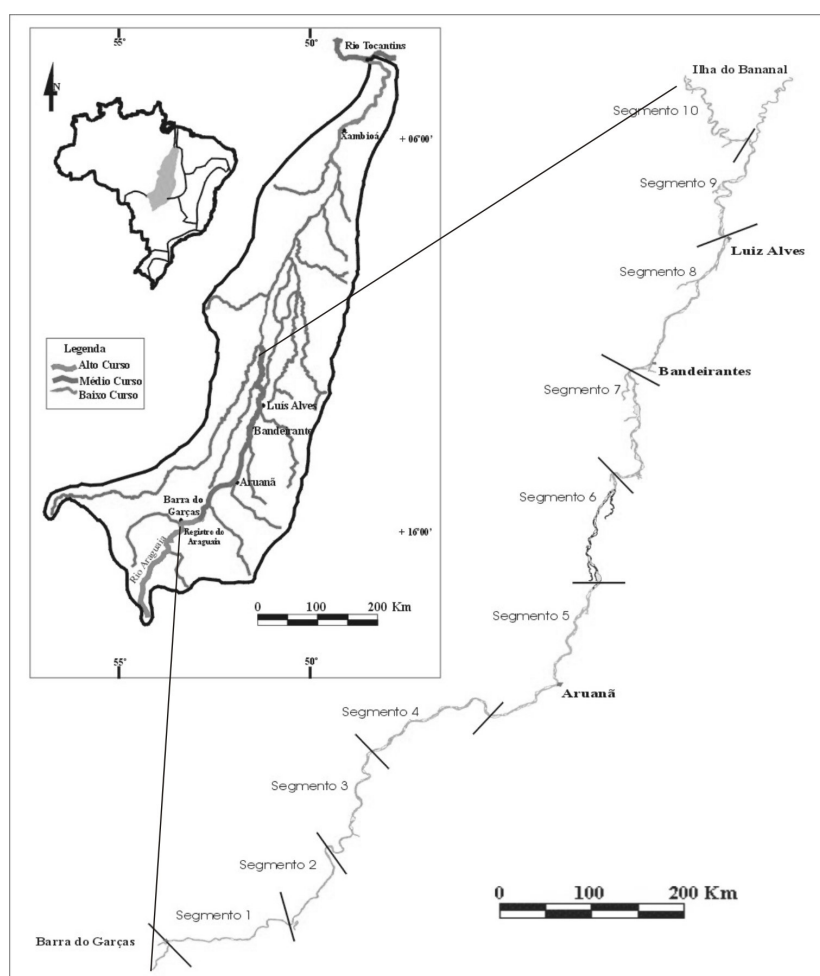 55°
50°
Rio Tocantins
N
Xambioá
+ 06'00'
Legenda
Alto Curso
Médio Curso
Baixo Curso
Luis Alves
Bandeirante
Aruanã
Barra do
Garças
Registro do
Araguaia
Rio Araguaia
+ 16'00'
0 100 200 Km
55°
50°
Ilha do Bananal
Segmento 10
Segmento 9
Luiz Alves
Segmento 8
Bandeirantes
Segmento 7
Segmento 6
Segmento 5
Aruanã
Segmento 4
Segmento 3
Segmento 2
Segmento 1
Barra do Garças
0 100 200 Km